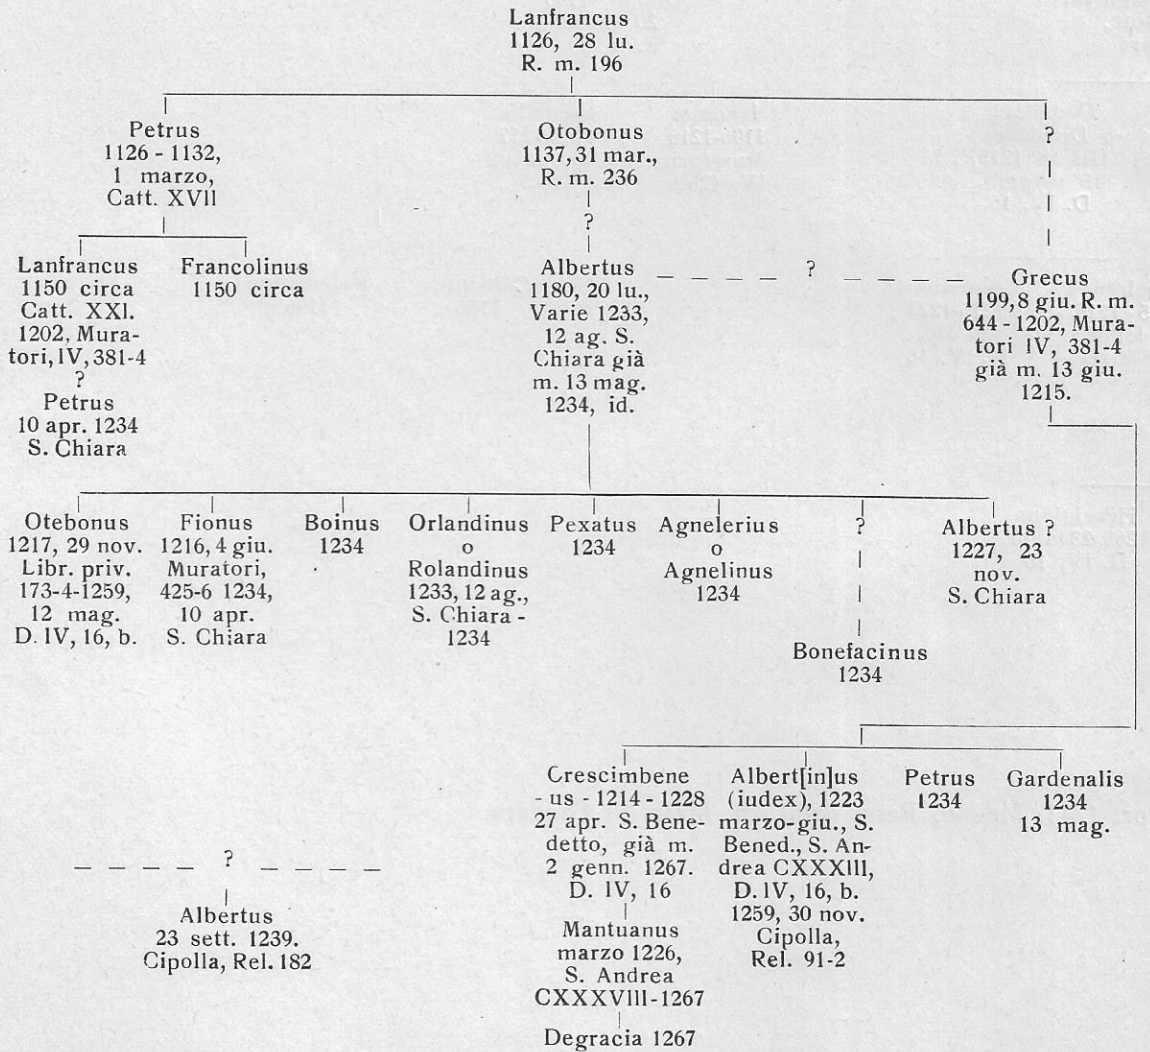 Lanfrancus
1126, 28 lu.
R. m. 196
Petrus
1126 - 1132,
1 marzo,
Catt. XVII
Otobonus
1137, 31 mar.,
R. m. 236
?
?
Lanfrancus
1150 circa
Catt. XXI.
1202, Mura-
tori, IV, 381-4
?
Petrus
10 apr. 1234
S. Chiara
Francolinus
1150 circa
Albertus
1180, 20 lu.,
Varie 1233,
12 ag. S.
Chiara già
m. 13 mag.
1234, id.
?
Grecus
1199, 8 giu. R. m.
644 - 1202, Mura-
tori IV, 381-4
già m. 13 giu.
1215.
Otebonus
1217, 29 nov.
Libr. priv.
173-4-1259,
12 mag.
D. IV, 16, b.
Fionus
1216, 4 giu.
Muratori,
425-6 1234,
10 apr.
S. Chiara
Boinus
1234
Orlandinus
o
Rolandinus
1233, 12 ag.,
S. Chiara -
1234
Pexatus
1234
Agnelerius
o
Agnelinus
1234
?
Bonefacinus
1234
Albertus ?
1227, 23
nov.
S. Chiara
Crescimbene
- us - 1214 - 1228
27 apr. S. Bene-
detto, già m.
2 genn. 1267.
D. IV, 16
Mantuanus
marzo 1226,
S. Andrea
CXXXVIII-1267
Degracia 1267
Albert[in]us
(iudex), 1223
marzo-giu., S.
Bened., S. An-
drea CXXXIII,
D. IV, 16, b.
1259, 30 nov.
Cipolla,
Rel. 91-2
Petrus
1234
Gardenalis
1234
13 mag.
?
Albertus
23 sett. 1239.
Cipolla, Rel. 182